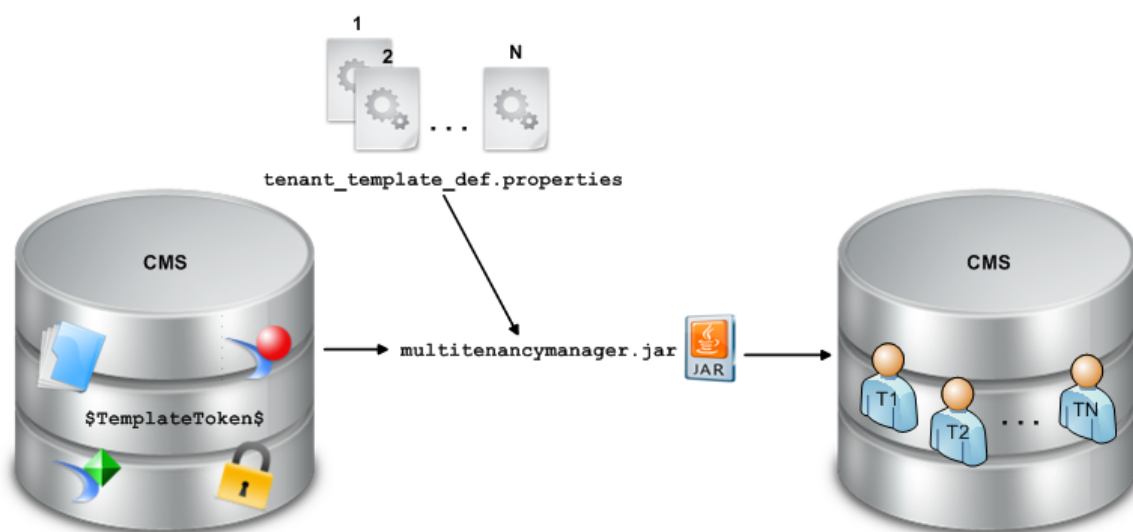 1
2
N
...
tenant_template_def.properties
CMS
CMS
multitenancymanager.jar
JAR
$TemplateToken$
T1
T2
...
TN